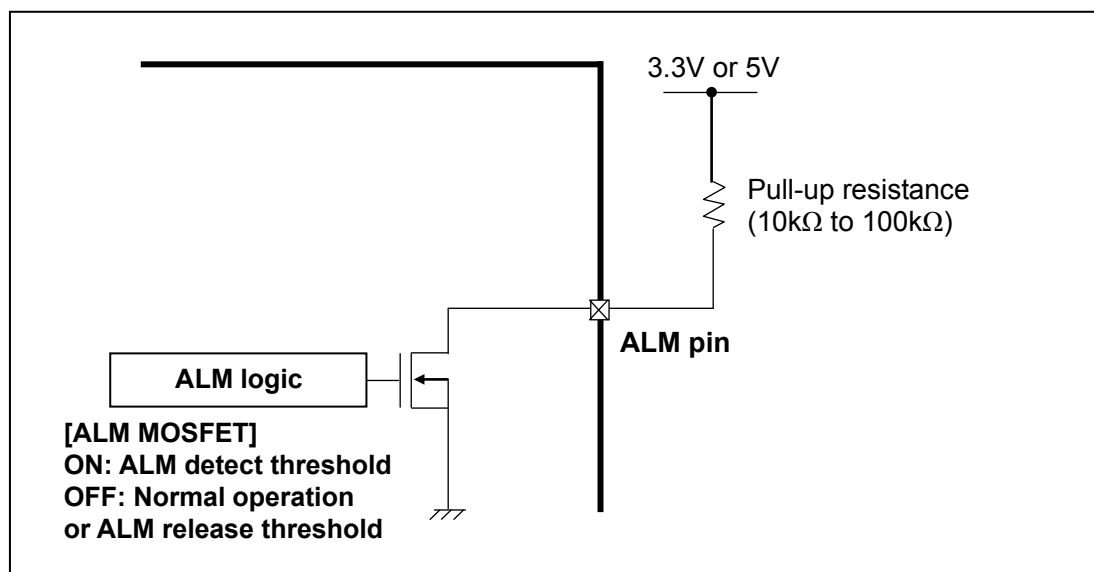 3.3V or 5V
Pull-up resistance
(10kΩ to 100kΩ)
ALM pin
ALM logic
[ALM MOSFET]
ON: ALM detect threshold
OFF: Normal operation
or ALM release threshold